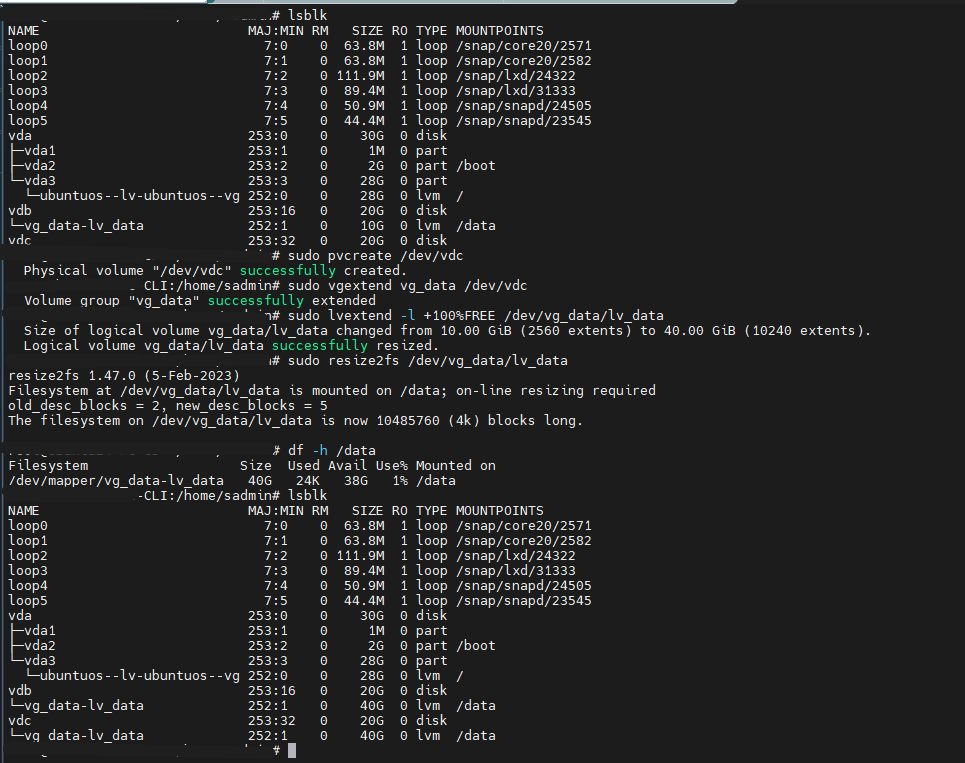 # lsblk
NAME MAJ:MIN RM SIZE RO TYPE MOUNTPOINTS
loop0 7:0 0 63.8M 1 loop /snap/core20/2571
loop1 7:1 0 63.8M 1 loop /snap/core20/2582
loop2 7:2 0 111.9M 1 loop /snap/lxd/24322
loop3 7:3 0 89.4M 1 loop /snap/lxd/31333
loop4 7:4 0 50.9M 1 loop /snap/snapd/24505
loop5 7:5 0 44.4M 1 loop /snap/snapd/23545
vda 253:0 0 30G 0 disk
├─vda1 253:1 0 1M 0 part
├─vda2 253:2 0 2G 0 part /boot
└─vda3 253:3 0 28G 0 part
└─ubuntuos--lv-ubuntuos--vg 252:0 0 28G 0 lvm /
vdb 253:16 0 20G 0 disk
└─vg_data-lv_data 252:1 0 10G 0 lvm /data
vdc 253:32 0 20G 0 disk
# sudo pvcreate /dev/vdc
Physical volume "/dev/vdc" successfully created.
CLI:/home/sadmin# sudo vgextend vg_data /dev/vdc
Volume group "vg_data" successfully extended
# sudo lvextend -l +100%FREE /dev/vg_data/lv_data
Size of logical volume vg_data/lv_data changed from 10.00 GiB (2560 extents) to 40.00 GiB (10240 extents).
Logical volume vg_data/lv_data successfully resized.
# sudo resize2fs /dev/vg_data/lv_data
resize2fs 1.47.0 (5-Feb-2023)
Filesystem at /dev/vg_data/lv_data is mounted on /data; on-line resizing required
old_desc_blocks = 2, new_desc_blocks = 5
The filesystem on /dev/vg_data/lv_data is now 10485760 (4k) blocks long.
# df -h /data
Filesystem Size Used Avail Use% Mounted on
/dev/mapper/vg_data-lv_data 40G 24K 38G 1% /data
-CLI:/home/sadmin# lsblk
NAME MAJ:MIN RM SIZE RO TYPE MOUNTPOINTS
loop0 7:0 0 63.8M 1 loop /snap/core20/2571
loop1 7:1 0 63.8M 1 loop /snap/core20/2582
loop2 7:2 0 111.9M 1 loop /snap/lxd/24322
loop3 7:3 0 89.4M 1 loop /snap/lxd/31333
loop4 7:4 0 50.9M 1 loop /snap/snapd/24505
loop5 7:5 0 44.4M 1 loop /snap/snapd/23545
vda 253:0 0 30G 0 disk
├─vda1 253:1 0 1M 0 part
├─vda2 253:2 0 2G 0 part /boot
└─vda3 253:3 0 28G 0 part
└─ubuntuos--lv-ubuntuos--vg 252:0 0 28G 0 lvm /
vdb 253:16 0 20G 0 disk
└─vg_data-lv_data 252:1 0 40G 0 lvm /data
vdc 253:32 0 20G 0 disk
└─vg_data-lv_data 252:1 0 40G 0 lvm /data
#